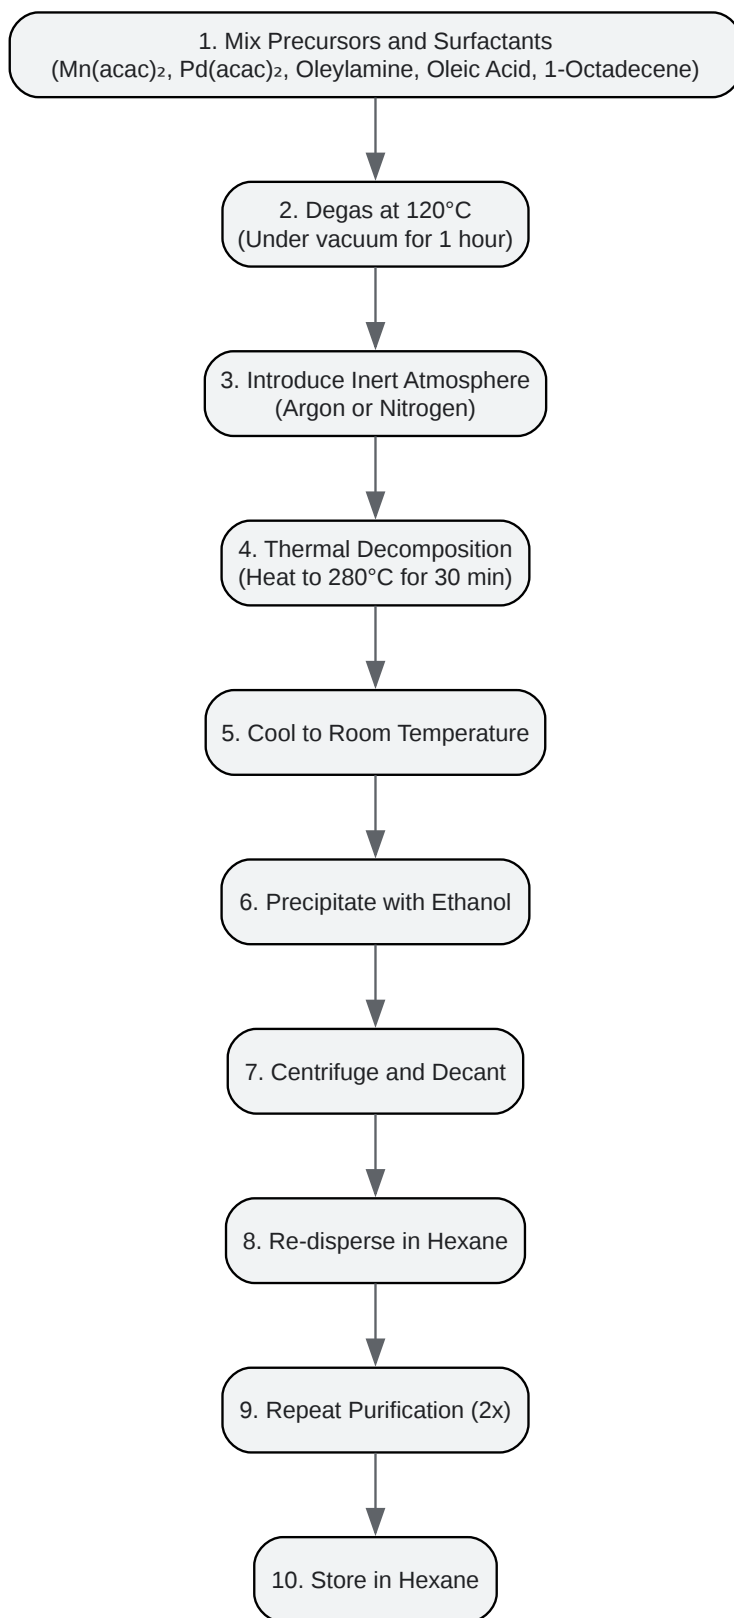 1. Mix Precursors and Surfactants
(Mn(acac)₂, Pd(acac)₂, Oleylamine, Oleic Acid, 1-Octadecene)
2. Degas at 120°C
(Under vacuum for 1 hour)
3. Introduce Inert Atmosphere
(Argon or Nitrogen)
4. Thermal Decomposition
(Heat to 280°C for 30 min)
5. Cool to Room Temperature
6. Precipitate with Ethanol
7. Centrifuge and Decant
8. Re-disperse in Hexane
9. Repeat Purification (2x)
10. Store in Hexane